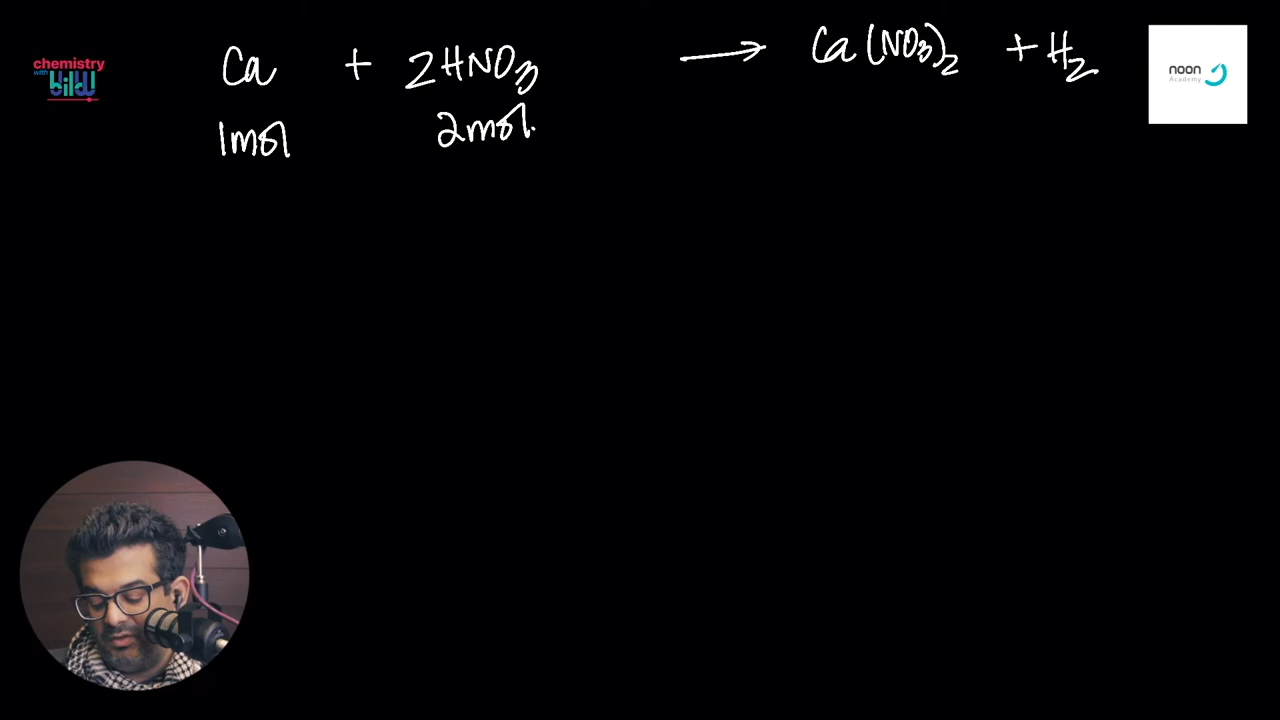 Ca + 2HNO3 → Ca(NO3)2 + H2
1mol 2mol.
chemistry
with
bilal
noon
Academy